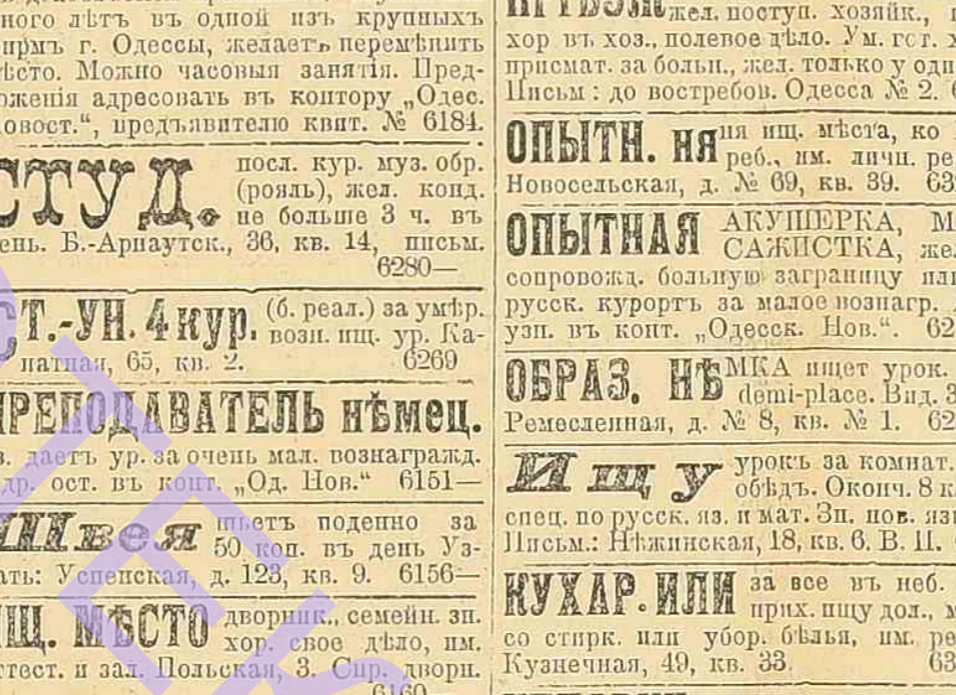 ного лѣтъ въ одной изъ крупныхъ
г. Одессы, желаетъ перемѣнить
Можно часовыя занятія. Пред-
адресовать въ контору „Одес.
предъявителю квит. № 6184.
СТУД. посл. кур. муз. обр.
(рояль), жел. конд.
не больше 3 ч. въ
Б.-Арнаутск., 36, кв. 14, письм.
6280—
СТ.-УН. 4 кур. (б. реал.) за умѣр.
возн. ищ. ур. Ка-
натная, 65, кв. 2. 6269
ПРЕПОДАВАТЕЛЬ нѣмец.
даетъ ур. за очень мал. вознагражд.
ост. въ конт. „Од. Нов.“ 6151—
Швея шьетъ поденно за
50 коп. въ день Уз-
ать: Успенская, д. 123, кв. 9. 6156—
ИЩ. МѢСТО дворник., семейн. зн.
хор. свое дѣло, им.
аттест. и зал. Польская, 3. Спр. дворн.
6160
жел. поступ. хозяйк.,
хор въ хоз., полевое дѣло. Ум. гот.
присмат. за больн., жел. только у
Письм: до востребов. Одесса № 2.
ОПЫТН. НЯня ищ. мѣста, ко
реб., им. личн.
Новосельская, д. № 69, кв. 39.
ОПЫТНАЯ АКУШЕРКА, М
САЖИСТКА,
сопровожд. больную заграницу или
русск. курортъ за малое вознагр.
узн. въ конт. „Одесск. Нов.“.
ОБРАЗ. НѢМКА ищет урок.
demi-place. Вид.
Ремесленная, д. № 8, кв. № 1.
Ищу урокъ за комнат.
обѣдъ. Оконч. 8 к
спец. по русск. яз. и мат. Зн. нов.
Письм.: Нѣжинская, 18, кв. 6. В. П.
КУХАР. ИЛИ за все въ неб.
прих. ищу дол.,
со стирк. или убор. бѣлья, им.
Кузнечная, 49, кв. 33